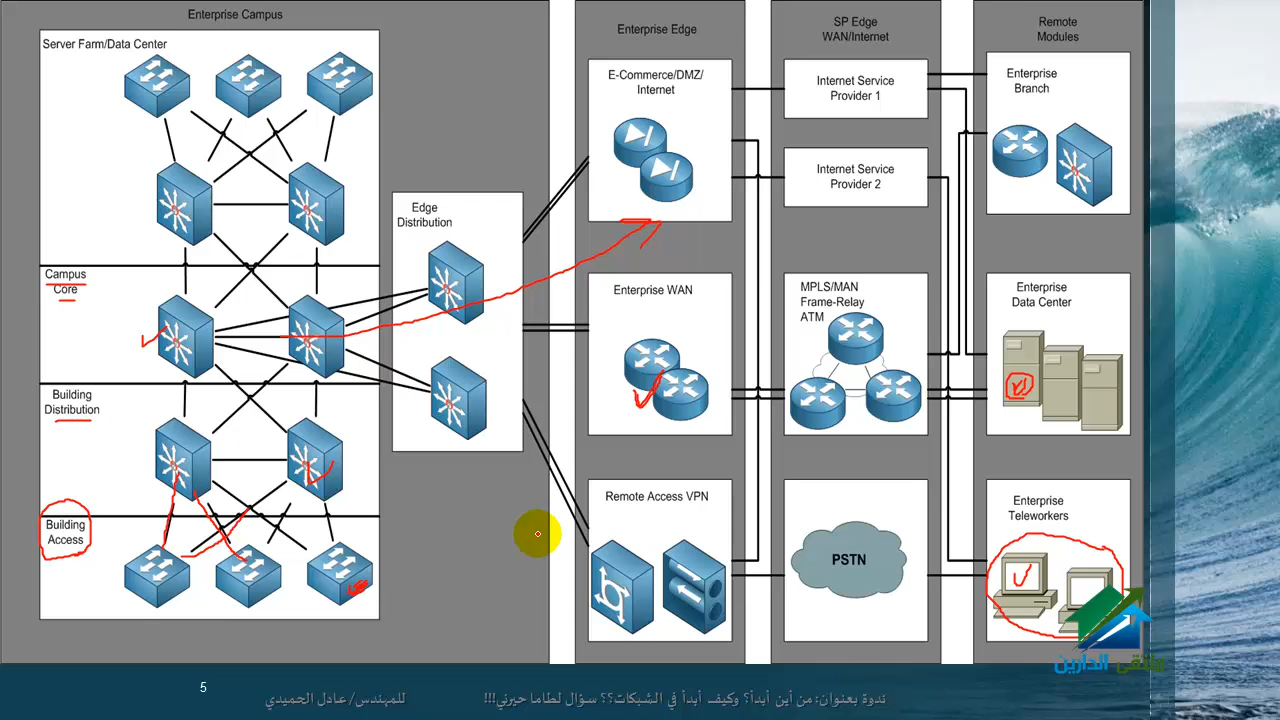 Enterprise Campus
Server Farm/Data Center
Campus
Core
Building
Distribution
Building
Access
Edge
Distribution
Enterprise Edge
E-Commerce/DMZ/
Internet
Enterprise WAN
Remote Access VPN
SP Edge
WAN/Internet
Internet Service
Provider 1
Internet Service
Provider 2
MPLS/MAN
Frame-Relay
ATM
PSTN
Remote
Modules
Enterprise
Branch
Enterprise
Data Center
Enterprise
Teleworkers
ملتقى الدارين
5
ندوة بعنوان: من أين أبدأ؟ وكيف أبدأ في الشبكات؟؟ سؤال لطاما حيرني!!!
للمهندس/عادل الحميدي